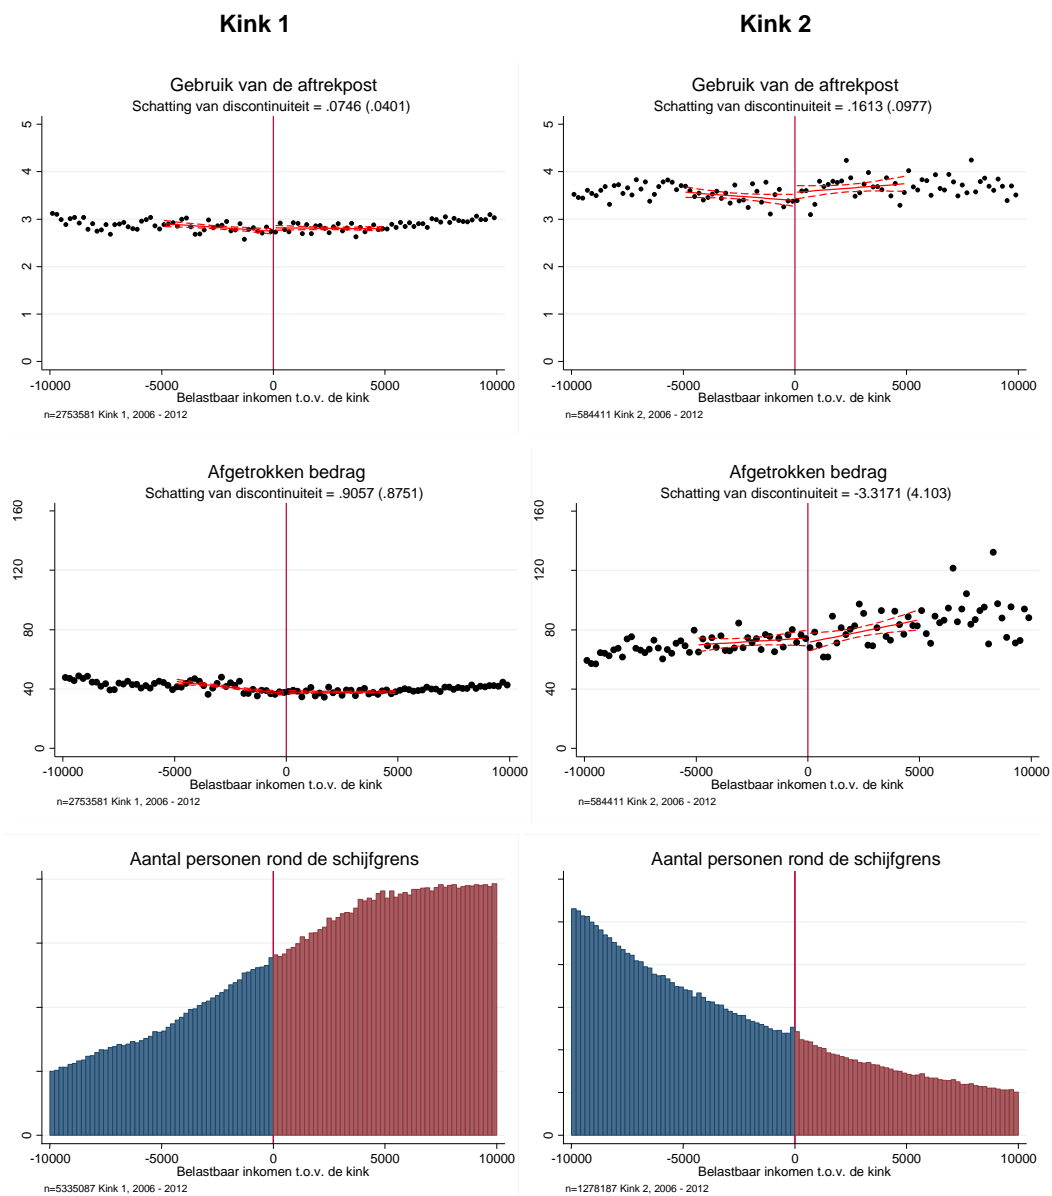 Kink 1
Kink 2
Gebruik van de aftrekpost
Schatting van discontinuiteit = .0746 (.0401)
5
4
3
2
1
0
-10000 -5000 0 5000 10000
Belastbaar inkomen t.o.v. de kink
n=2753581 Kink 1, 2006 - 2012
Gebruik van de aftrekpost
Schatting van discontinuiteit = .1613 (.0977)
5
4
3
2
1
0
-10000 -5000 0 5000 10000
Belastbaar inkomen t.o.v. de kink
n=584411 Kink 2, 2006 - 2012
Afgetrokken bedrag
Schatting van discontinuiteit = .9057 (.8751)
160
120
80
40
0
-10000 -5000 0 5000 10000
Belastbaar inkomen t.o.v. de kink
n=2753581 Kink 1, 2006 - 2012
Afgetrokken bedrag
Schatting van discontinuiteit = -3.3171 (4.103)
160
120
80
40
0
-10000 -5000 0 5000 10000
Belastbaar inkomen t.o.v. de kink
n=584411 Kink 2, 2006 - 2012
Aantal personen rond de schijfgrens
0
-10000 -5000 0 5000 10000
Belastbaar inkomen t.o.v. de kink
n=5335087 Kink 1, 2006 - 2012
Aantal personen rond de schijfgrens
0
-10000 -5000 0 5000 10000
Belastbaar inkomen t.o.v. de kink
n=1278187 Kink 2, 2006 - 2012